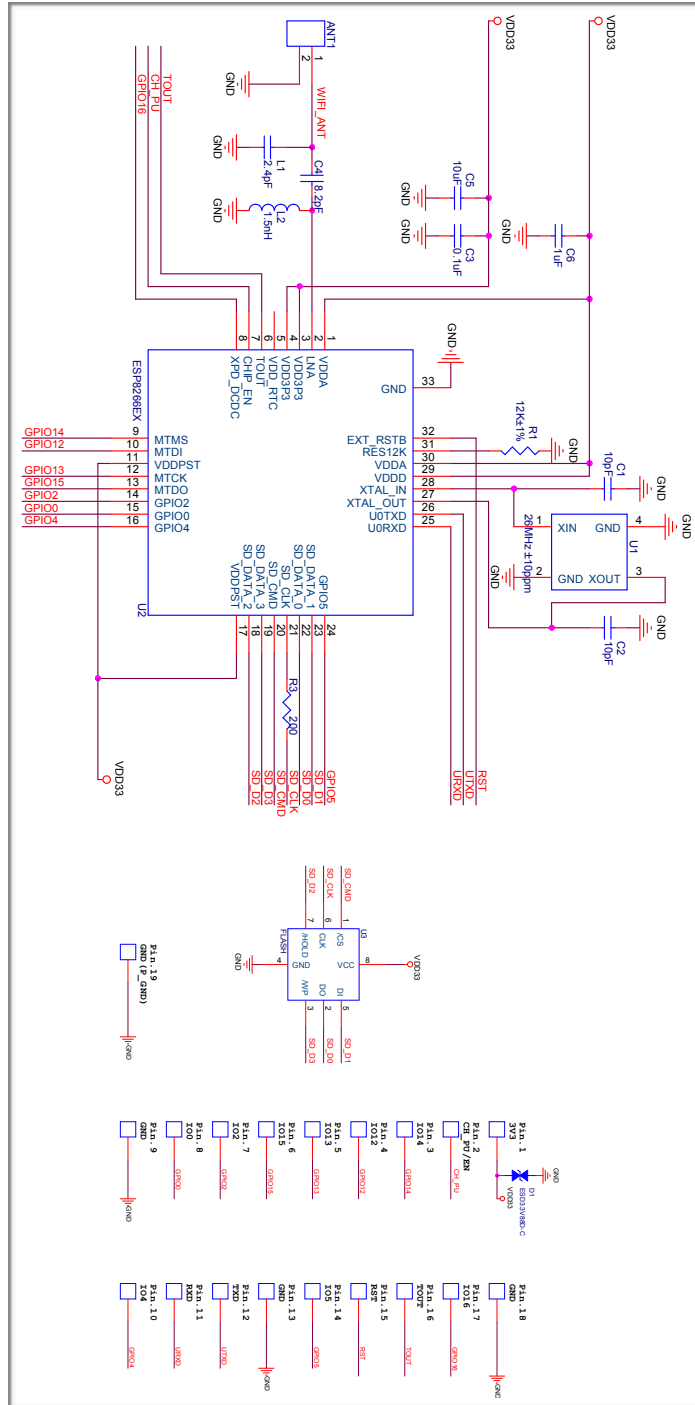 ANT1
1
2
GND
WIFI_ANT
TOUT
CH_PU
GPIO16
GND
L1
2.4pF
C4
8.2pF
GND
L2
1.5nH
VDD33
VDD33
GND
C5
10uF
GND
C3
0.1uF
GND
C6
1uF
ESP8266EX
U2
8
7
6
5
4
3
2
1
XPD_DCDC
CHIP_EN
TOUT
VDD_RTC
VDD3P3
VDD3P3
LNA
VDDA
GND
33
GND
GPIO14
9
MTMS
GPIO12
10
MTDI
11
VDDPST
GPIO13
12
MTCK
GPIO15
13
MTDO
GPIO2
14
GPIO2
GPIO0
15
GPIO0
GPIO4
16
GPIO4
EXT_RSTB
32
RES12K
31
VDDA
30
VDDD
29
XTAL_IN
28
XTAL_OUT
27
U0TXD
26
U0RXD
25
R1
12K±1%
GND
C1
10pF
GND
U1
26MHz ±10ppm
1
XIN
GND
4
GND
GND
2
GND
XOUT
3
C2
10pF
GND
VDDPST
SD_DATA_2
SD_DATA_3
SD_CMD
SD_CLK
SD_DATA_0
SD_DATA_1
GPIO5
17
18
19
20
21
22
23
24
R3
200
VDD33
SD_D2
SD_D3
SD_CMD
SD_CLK
SD_D0
SD_D1
GPIO5
URXD
UTXD
RST
SD_D2
SD_CLK
SD_CMD
7
6
1
FLASH
U3
/HOLD
CLK
/CS
GND
4
GND
VCC
8
VDD33
/WP
DO
DI
3
2
5
SD_D3
SD_D0
SD_D1
Pin.19
GND(P_GND)
GND
Pin.1
3V3
D1
ESD33V88D-C
GND
VDD33
Pin.2
CH_PU/EN
CH_PU
Pin.3
IO14
GPIO14
Pin.4
IO12
GPIO12
Pin.5
IO13
GPIO13
Pin.6
IO15
GPIO15
Pin.7
IO2
GPIO2
Pin.8
IO0
GPIO0
Pin.9
GND
GND
Pin.18
GND
GND
Pin.17
IO16
GPIO16
Pin.16
TOUT
TOUT
Pin.15
RST
RST
Pin.14
IO5
GPIO5
Pin.13
GND
GND
Pin.12
TXD
UTXD
Pin.11
RXD
URXD
Pin.10
IO4
GPIO4